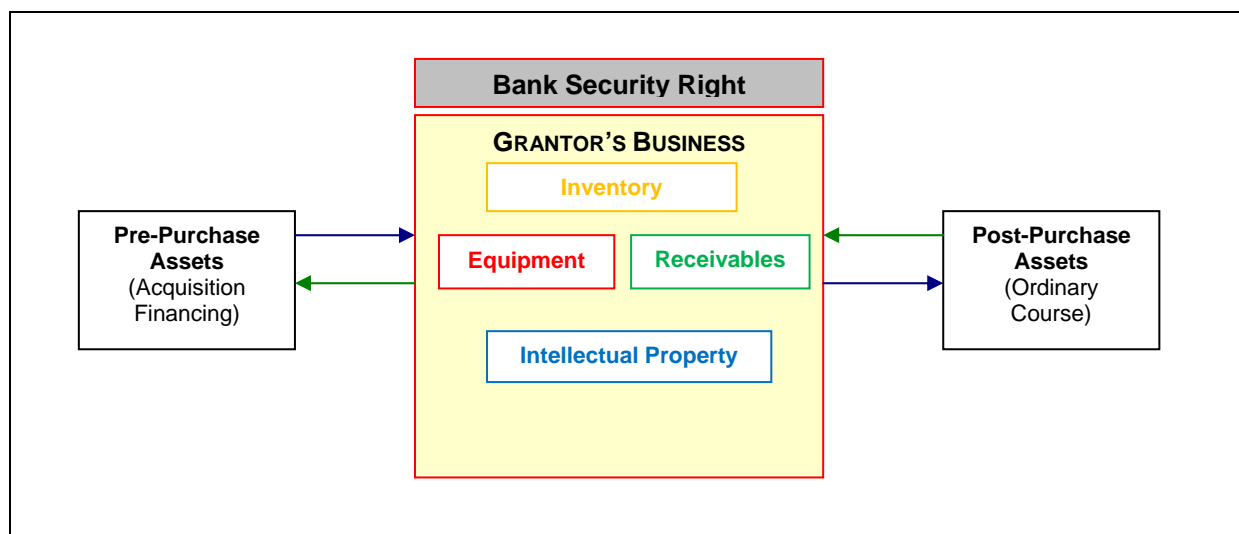 Bank Security Right
GRANTOR'S BUSINESS
Inventory
Pre-Purchase
Assets
(Acquisition
Financing)
Equipment
Receivables
Post-Purchase
Assets
(Ordinary
Course)
Intellectual Property